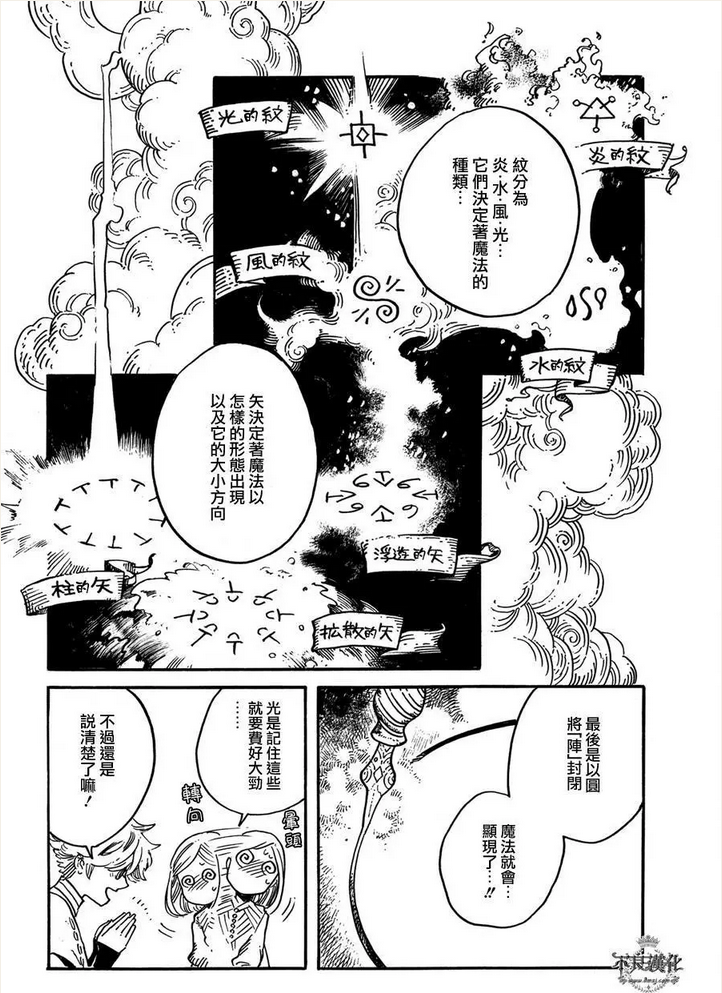 紋分為
炎·水·風·光…
它們決定著魔法的
種類…
光的紋
炎的紋
風的紋
水的紋
矢決定著魔法以
怎樣的形態出現
以及它的大小方向
浮遊的矢
柱的矢
拡散的矢
最後是以圓
將「陣」封閉
魔法就會…
顯現了…!!
光是記住這些
就要費好大勁
……
暈頭
轉向
不過還是
説清楚了嘛!
不良漢化